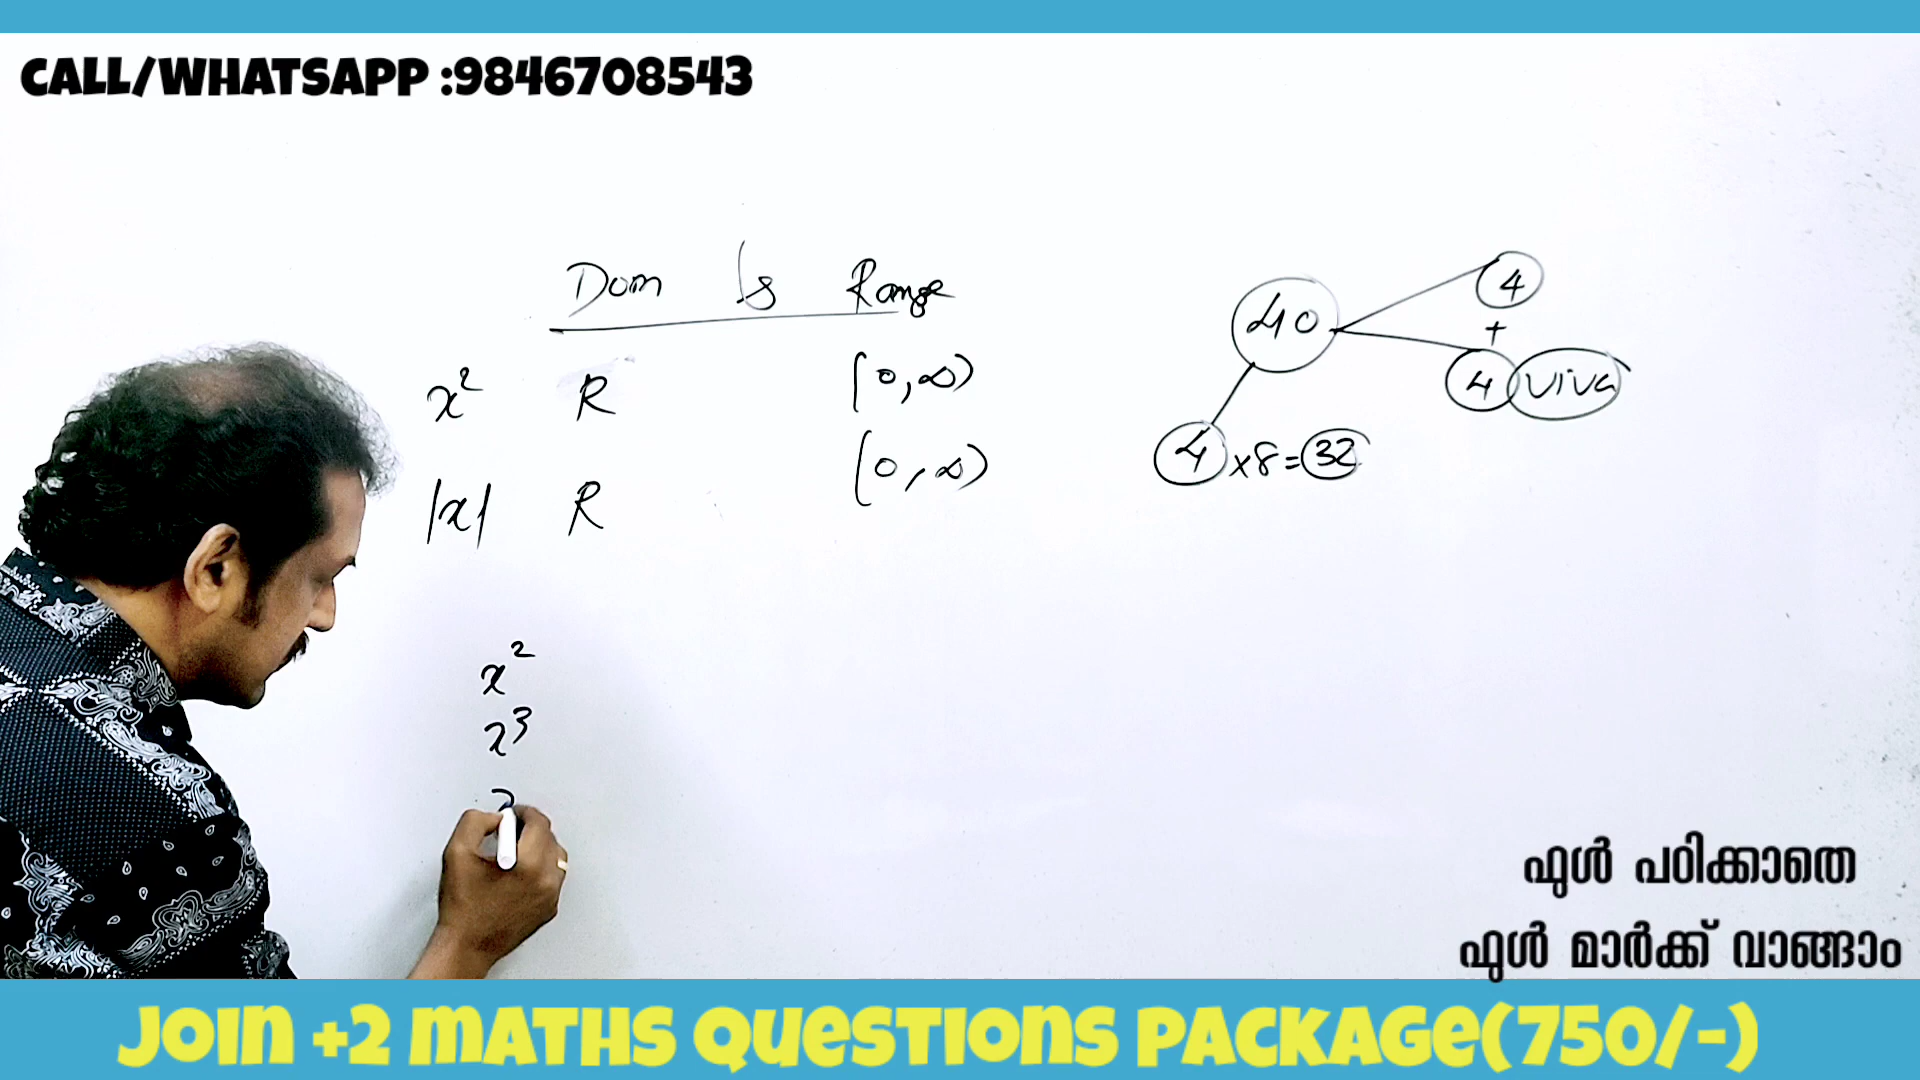 CALL/WHATSAPP :9846708543
Dom & Range
x² R [0,∞)
|x| R [0,∞)
x²
x³
40
4
+
4 viva
4 x8=32
ഫുൾ പഠിക്കാതെ
ഫുൾ മാർക്ക് വാങ്ങാം
JOIN +2 MATHS QUESTIONS PACKAGE(750/-)